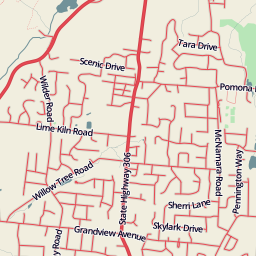 Tara Drive
Scenic Drive
Wilder Road
Pomona
Lime Kiln Road
McNamara Road
Pennington Way
State Highway 306
Willow Tree Road
Sherri Lane
Skylark Drive
Grandview Avenue
Road